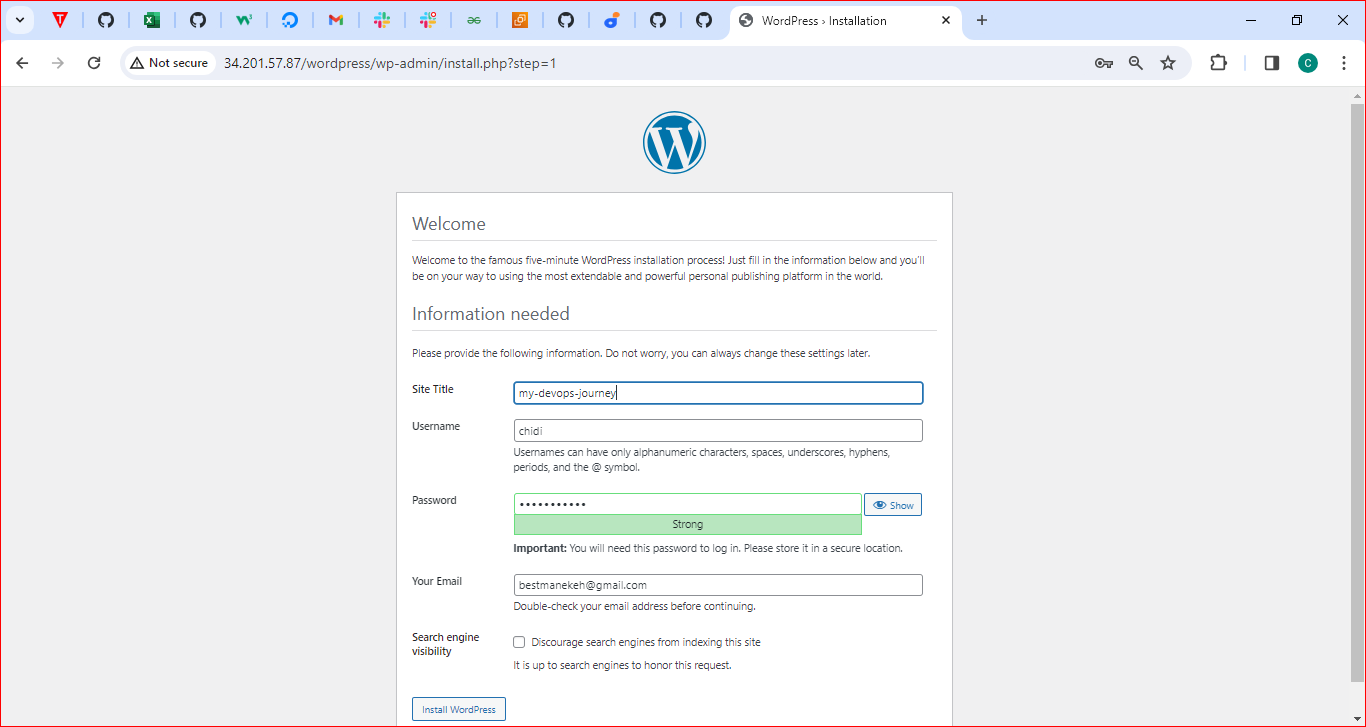 WordPress › Installation
Not secure
34.201.57.87/wordpress/wp-admin/install.php?step=1
C
Welcome
Welcome to the famous five-minute WordPress installation process! Just fill in the information below and you'll
be on your way to using the most extendable and powerful personal publishing platform in the world.
Information needed
Please provide the following information. Do not worry, you can always change these settings later.
Site Title
my-devops-journey
Username
chidi
Usernames can have only alphanumeric characters, spaces, underscores, hyphens,
periods, and the @ symbol.
Password
•••••••••••
Show
Strong
Important: You will need this password to log in. Please store it in a secure location.
Your Email
bestmanekeh@gmail.com
Double-check your email address before continuing.
Search engine
visibility
Discourage search engines from indexing this site
It is up to search engines to honor this request.
Install WordPress